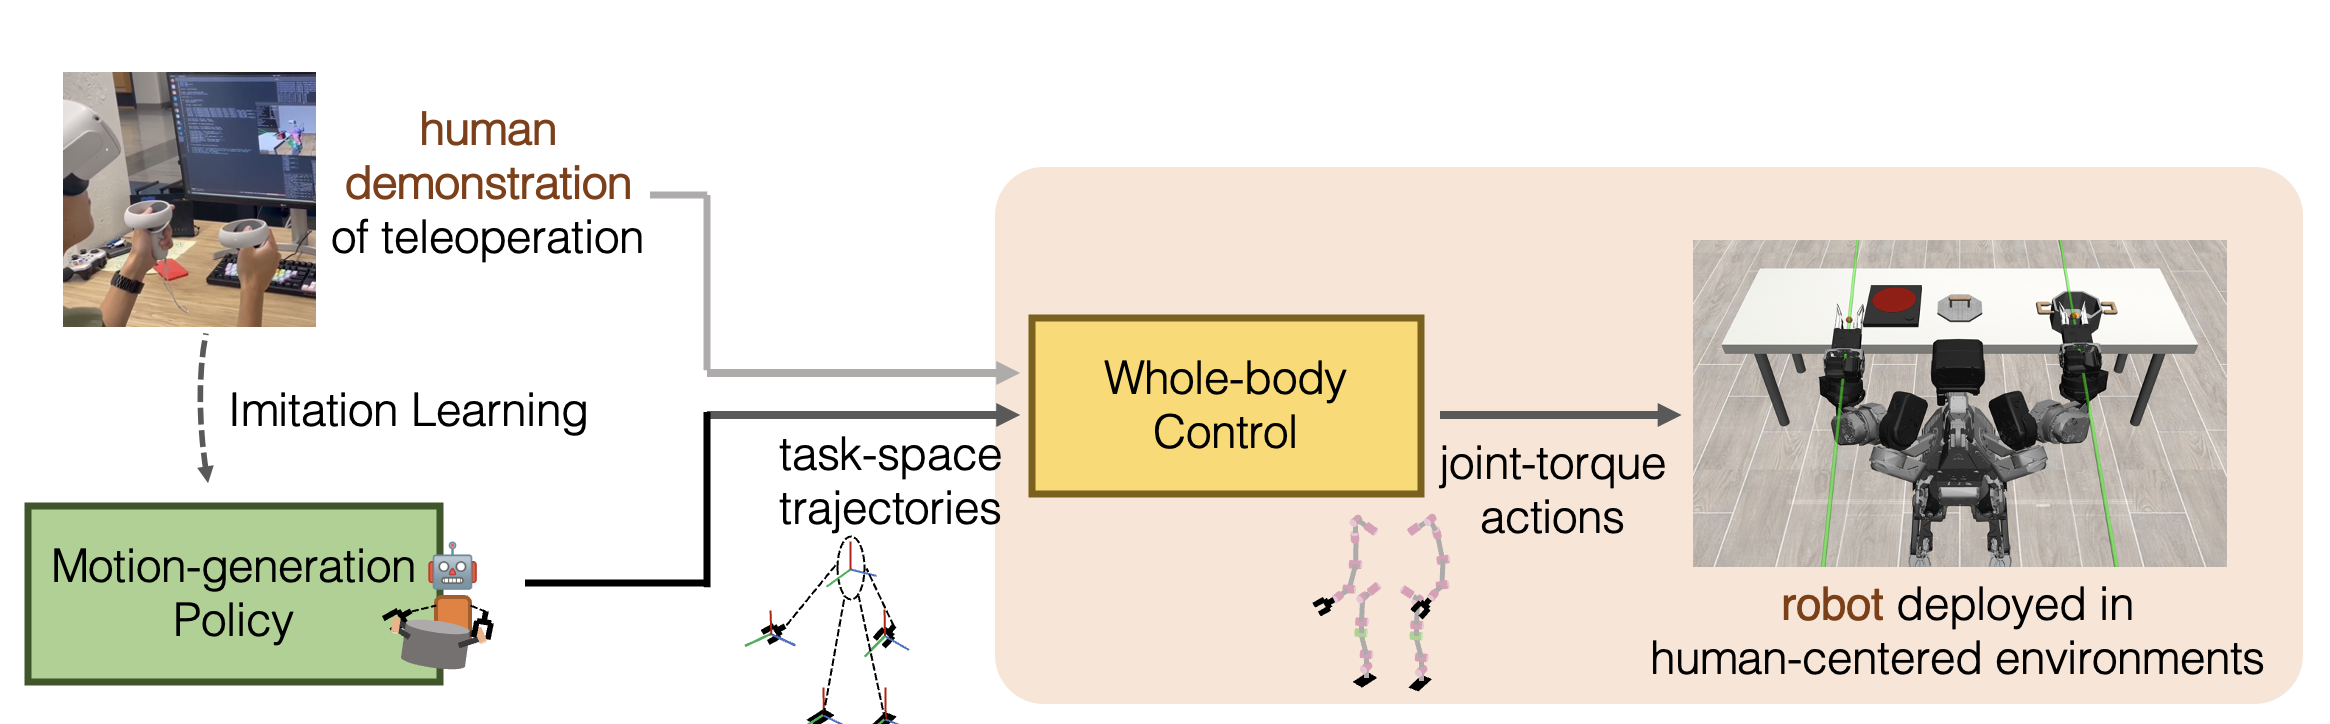 human
demonstration
of teleoperation
Imitation Learning
Motion-generation
Policy
task-space
trajectories
Whole-body
Control
joint-torque
actions
robot deployed in
human-centered environments